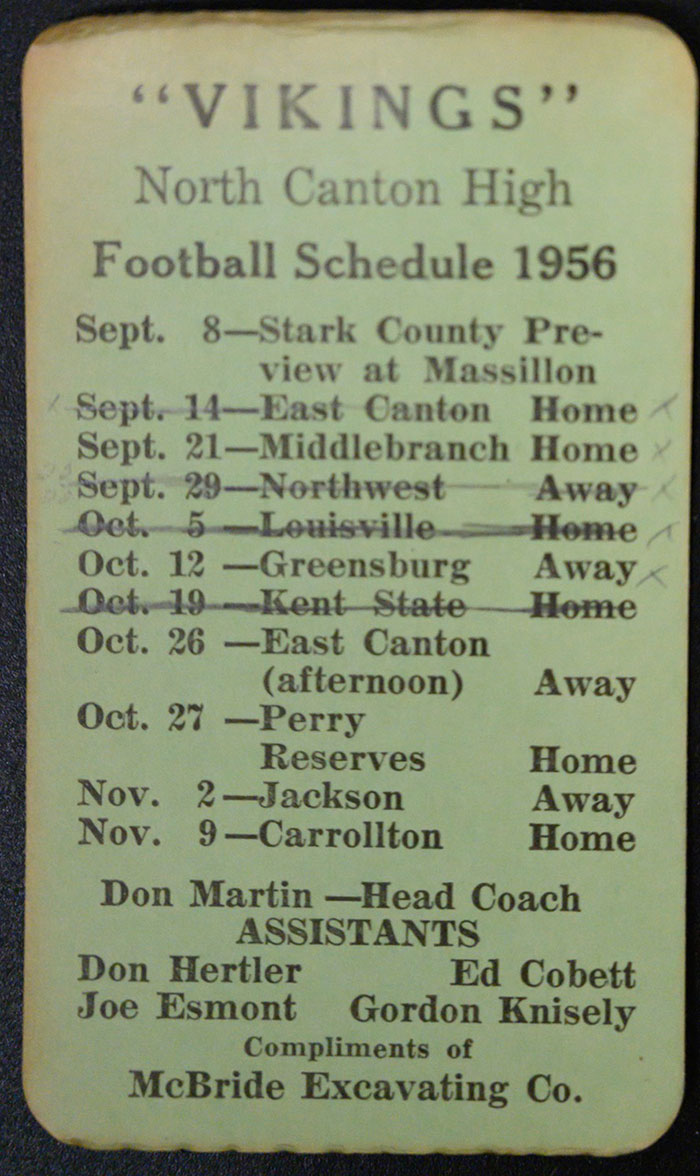 “VIKINGS”
North Canton High
Football Schedule 1956
Sept. 8—Stark County Pre-
view at Massillon
Sept. 14—East Canton Home
Sept. 21—Middlebranch Home
Sept. 29—Northwest Away
Oct. 5 —Louisville Home
Oct. 12 —Greensburg Away
Oct. 19 —Kent State Home
Oct. 26 —East Canton
(afternoon) Away
Oct. 27 —Perry
Reserves Home
Nov. 2—Jackson Away
Nov. 9—Carrollton Home
Don Martin —Head Coach
ASSISTANTS
Don Hertler Ed Cobett
Joe Esmont Gordon Knisely
Compliments of
McBride Excavating Co.